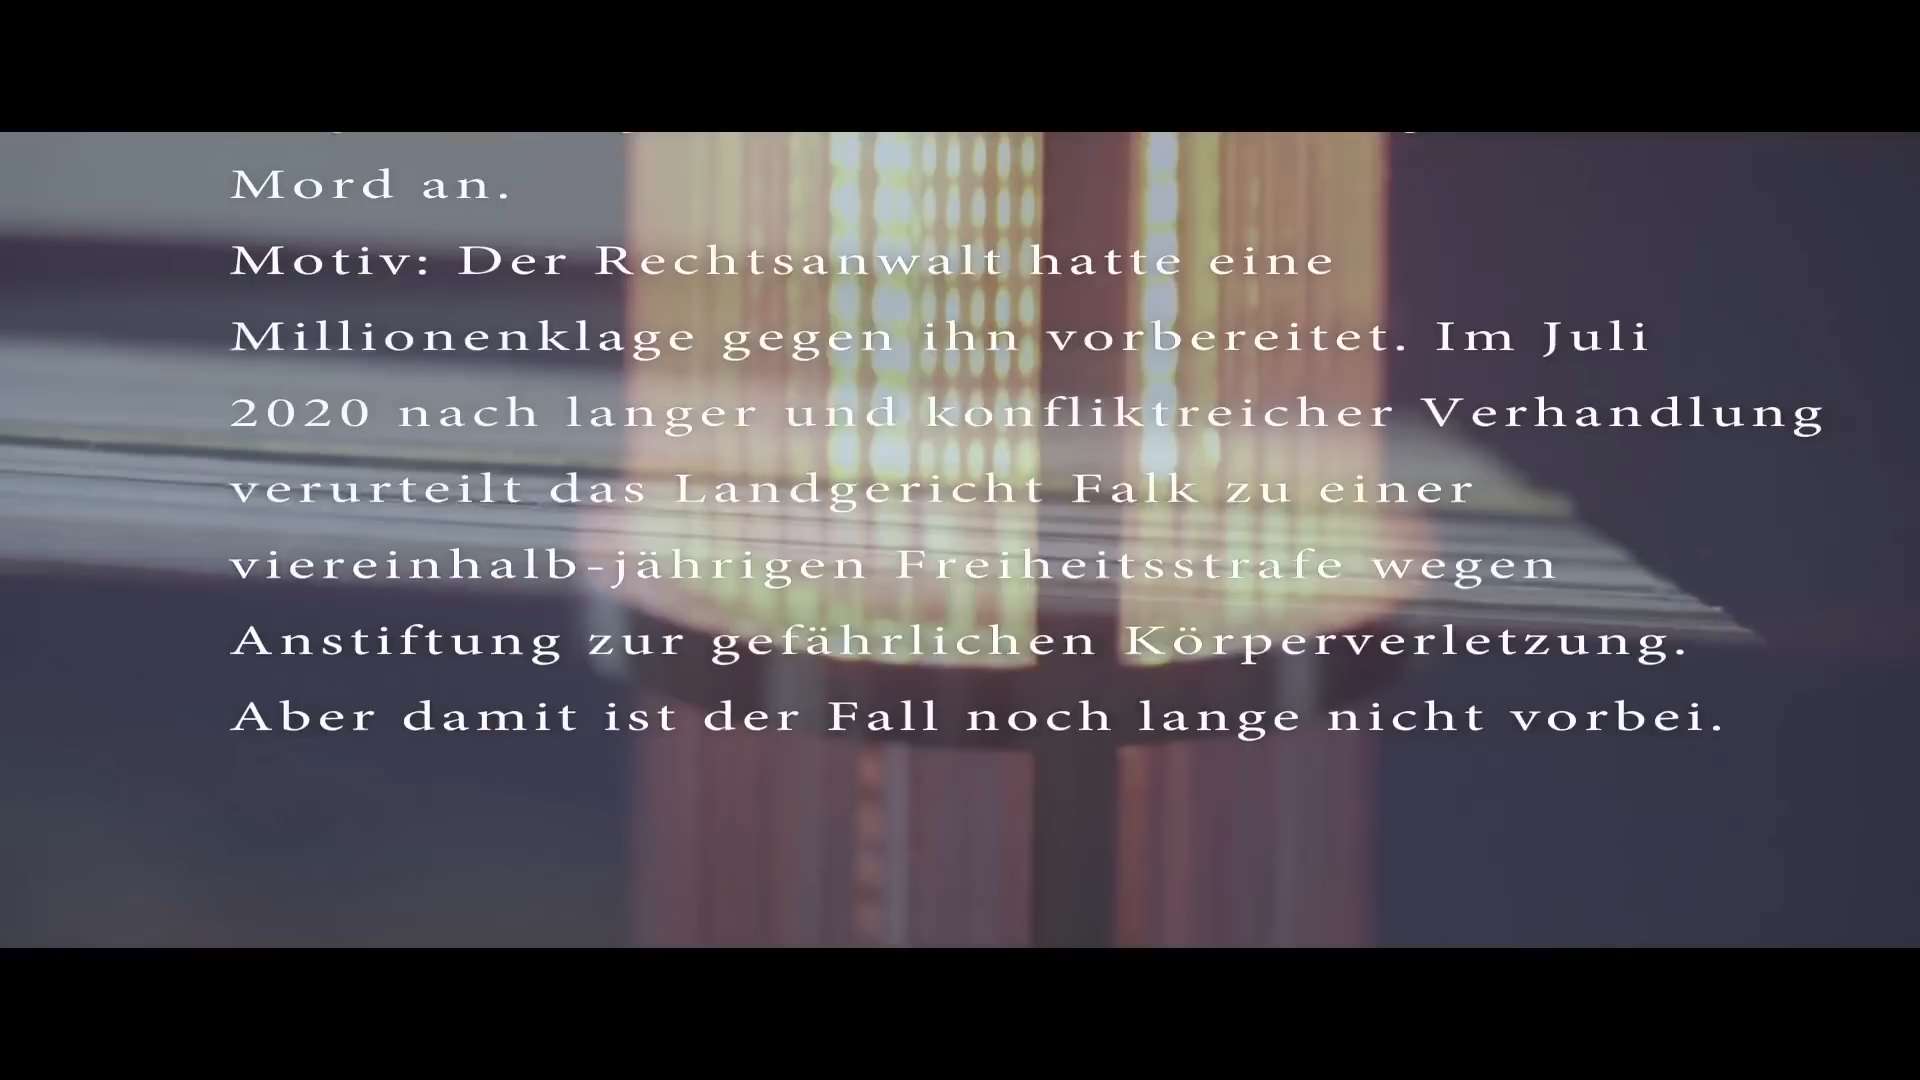 Mord an.
Motiv: Der Rechtsanwalt hatte eine
Millionenklage gegen ihn vorbereitet. Im Juli
2020 nach langer und konfliktreicher Verhandlung
verurteilt das Landgericht Falk zu einer
viereinhalb-jährigen Freiheitsstrafe wegen
Anstiftung zur gefährlichen Körperverletzung.
Aber damit ist der Fall noch lange nicht vorbei.